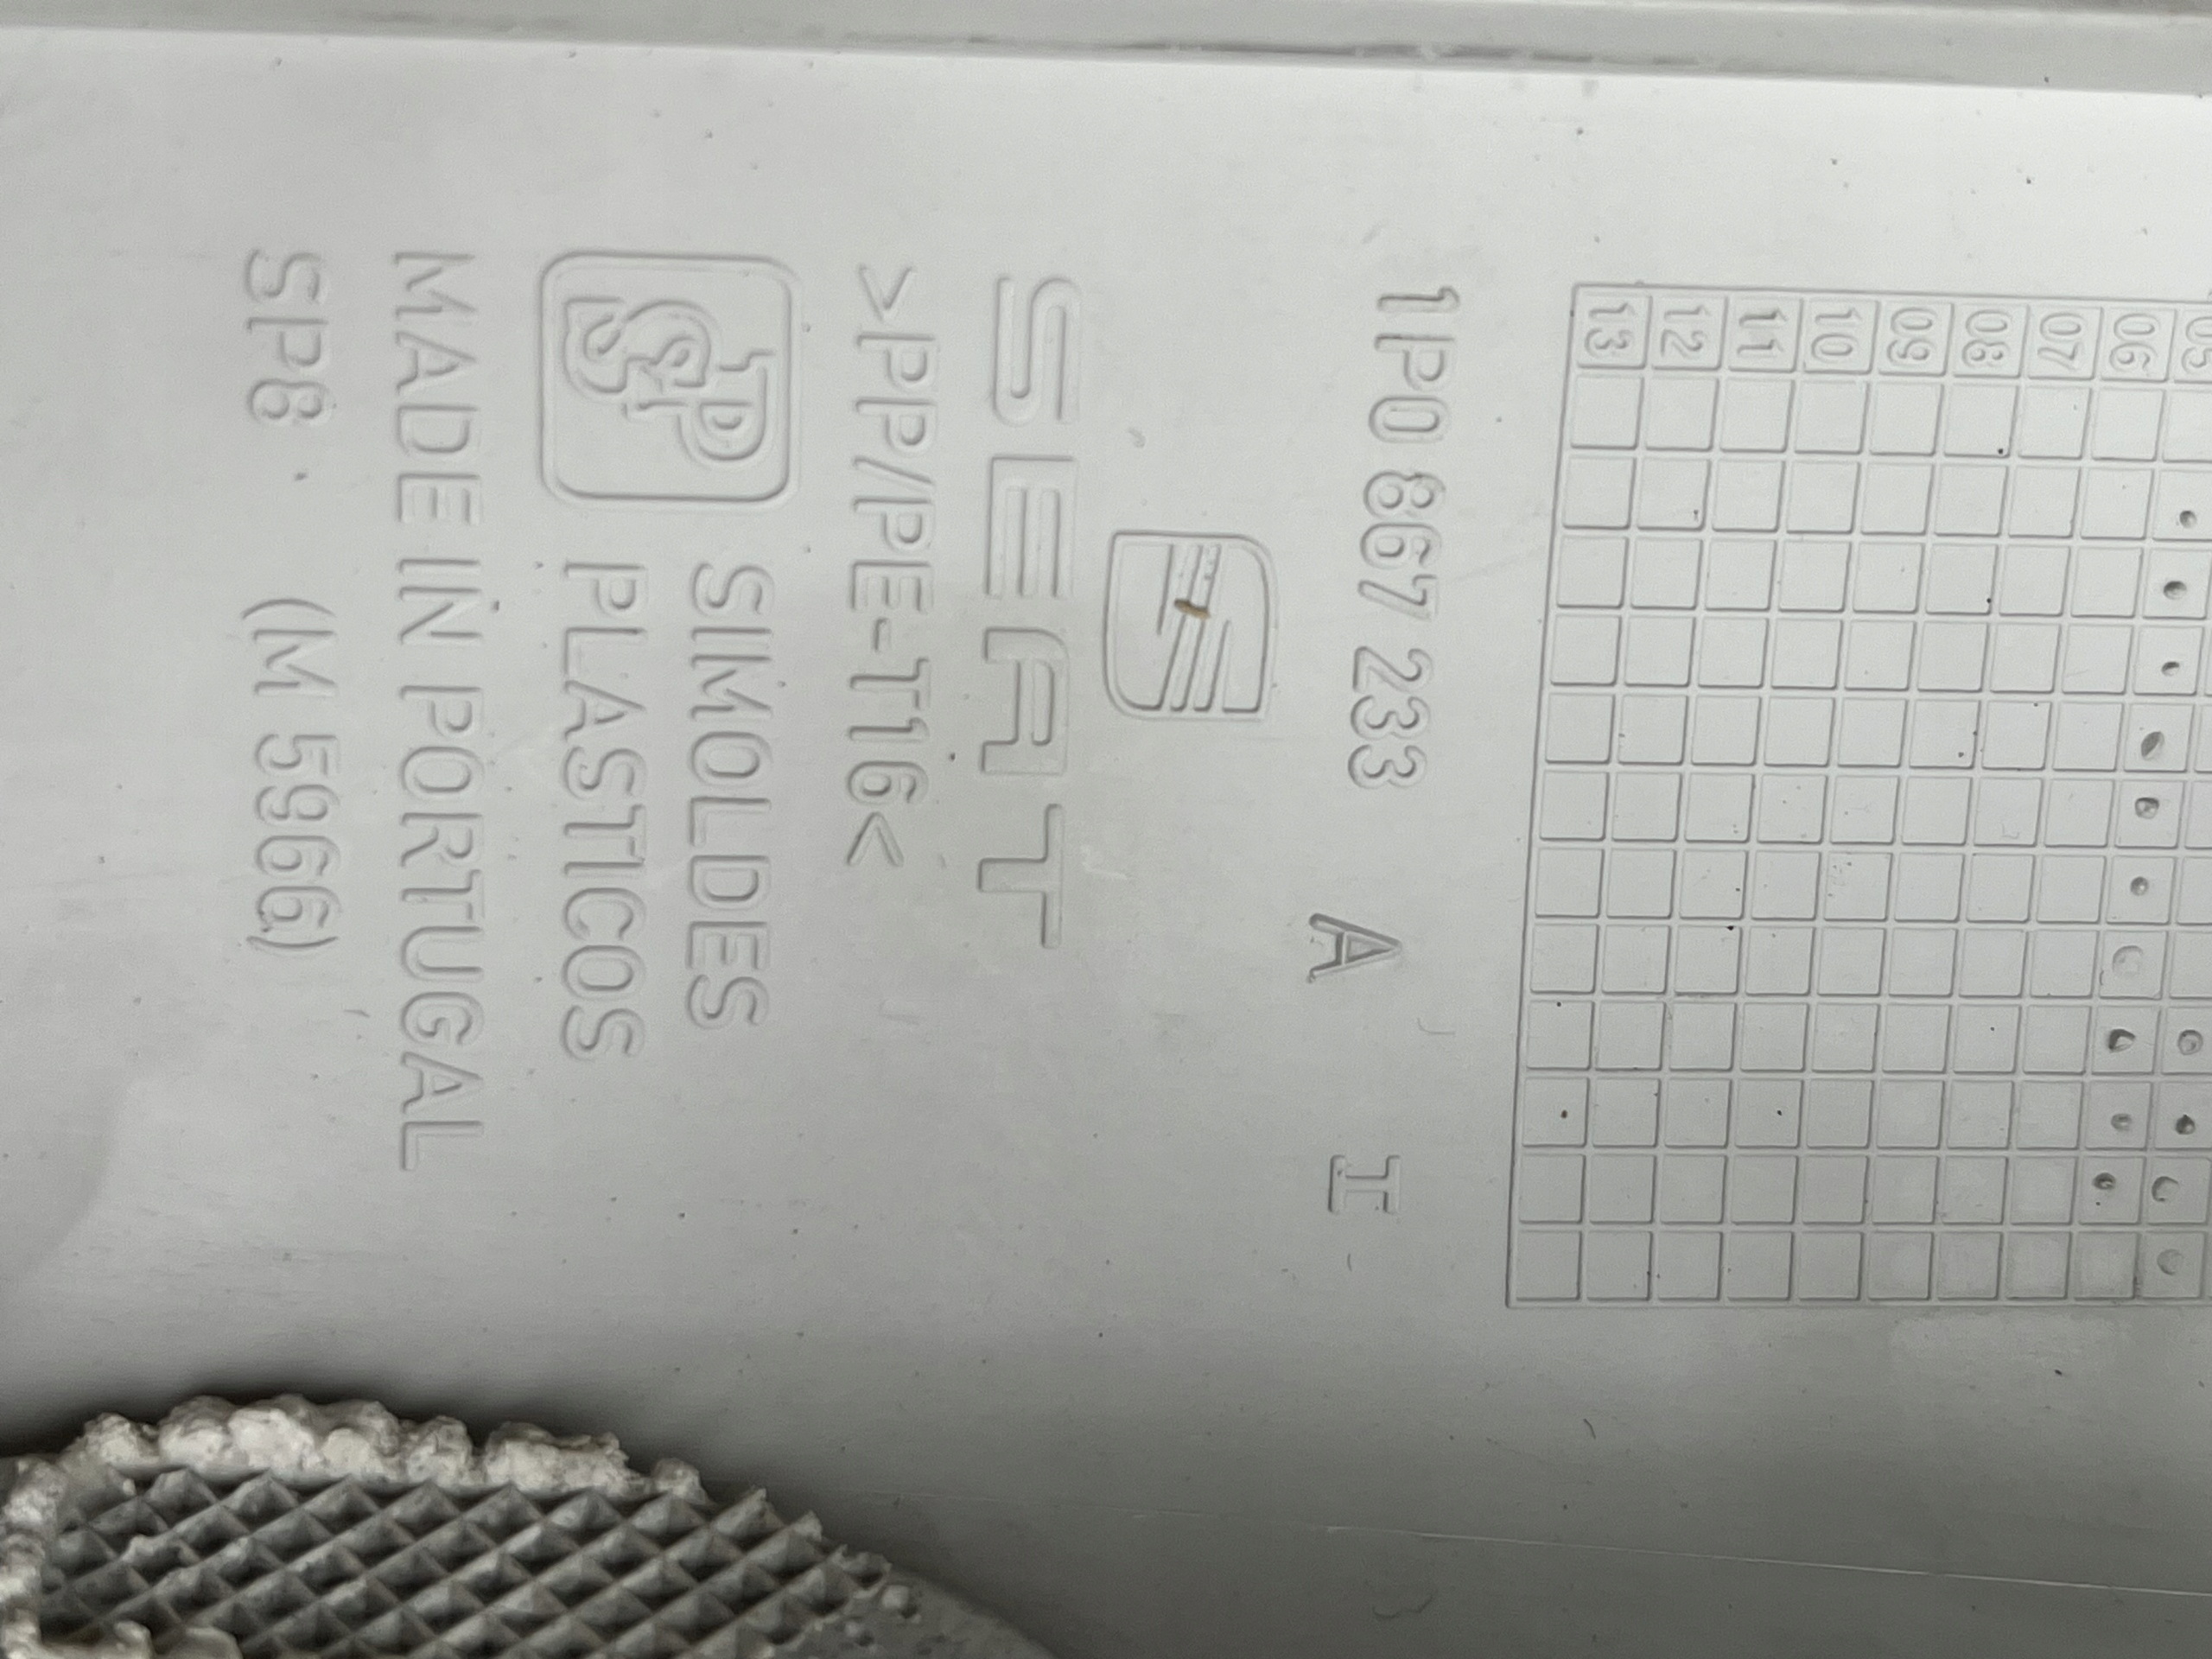 05
06
07
08
09
10
11
12
13
1P0 867 233 A I
SEAT
>PP/PE-T16<
SP
SIMOLDES
PLASTICOS
MADE IN PORTUGAL
SP8 (M 5966)